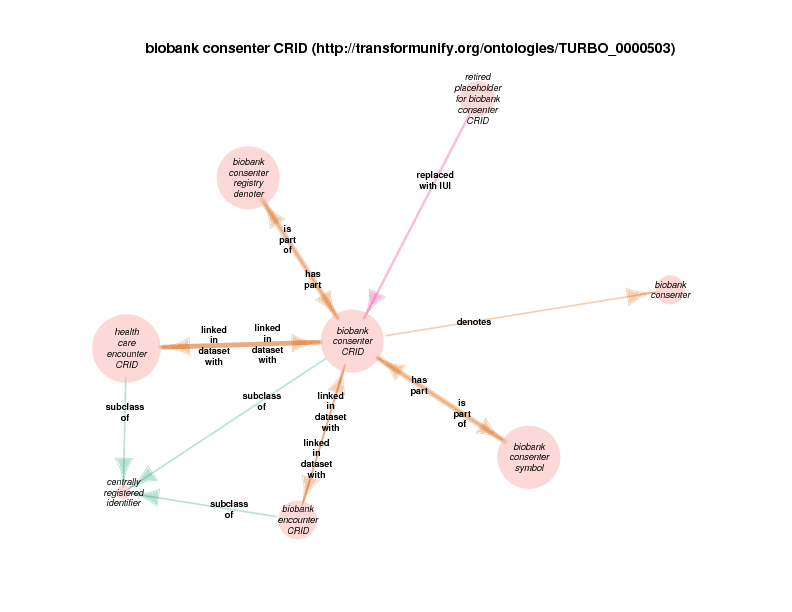 biobank consenter CRID (http://transformunify.org/ontologies/TURBO_0000503)
retired
placeholder
for biobank
consenter
CRID
replaced
with IUI
biobank
consenter
registry
denoter
is
part
of
has
part
biobank
consenter
denotes
health
care
encounter
CRID
linked
in
dataset
with
linked
in
dataset
with
biobank
consenter
CRID
has
part
is
part
of
subclass
of
subclass
of
linked
in
dataset
with
linked
in
dataset
with
biobank
consenter
symbol
centrally
registered
identifier
subclass
of
biobank
encounter
CRID